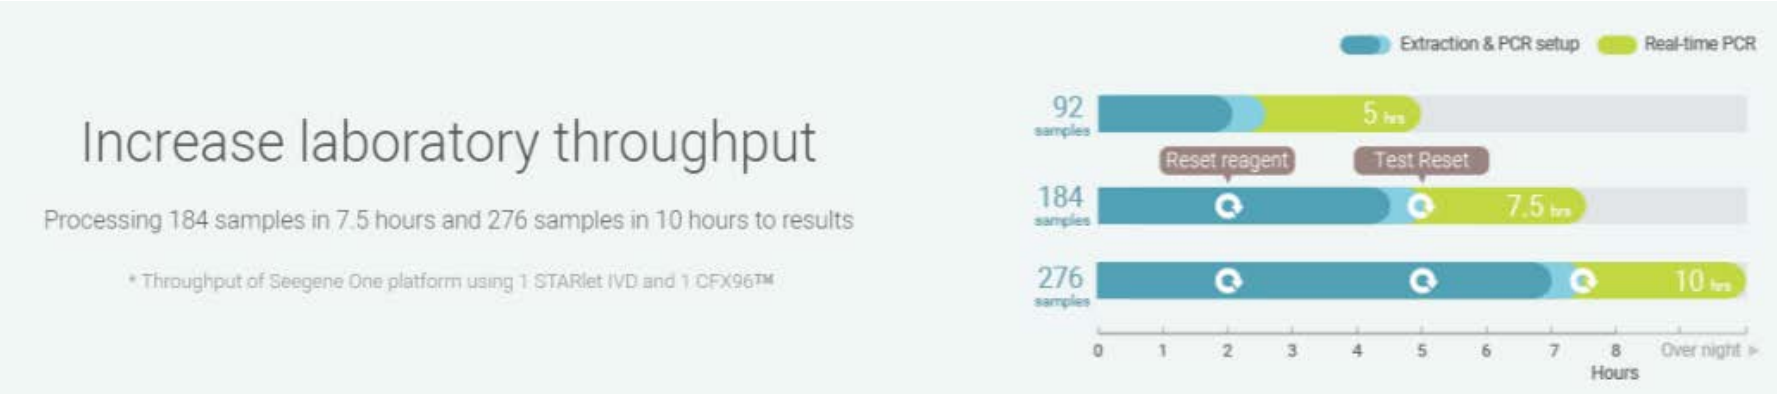 Increase laboratory throughput
Processing 184 samples in 7.5 hours and 276 samples in 10 hours to results
* Throughput of Seegene One platform using 1 STARlet IVD and 1 CFX96™
Extraction & PCR setup
Real-time PCR
92
samples
5 hrs
Reset reagent
Test Reset
184
samples
7.5 hrs
276
samples
10 hrs
0 1 2 3 4 5 6 7 8 Over night ►
Hours